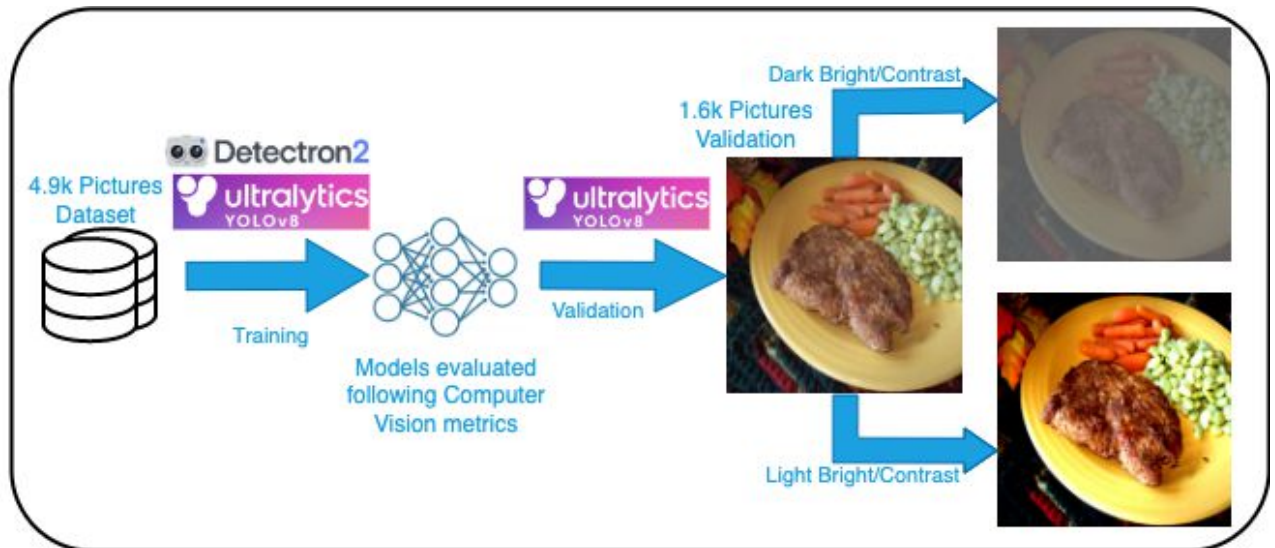 4.9k Pictures
Dataset
Detectron2
ultralytics
YOLOv8
Training
Models evaluated
following Computer
Vision metrics
ultralytics
YOLOv8
Validation
1.6k Pictures
Validation
Dark Bright/Contrast
Light Bright/Contrast